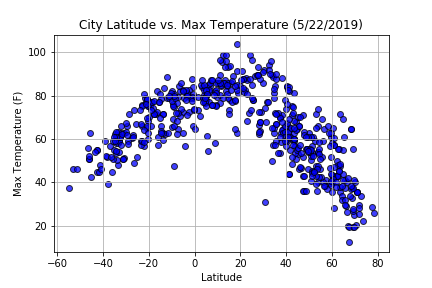 City Latitude vs. Max Temperature (5/22/2019)
Max Temperature (F)
100
80
60
40
20
−60 −40 −20 0 20 40 60 80
Latitude